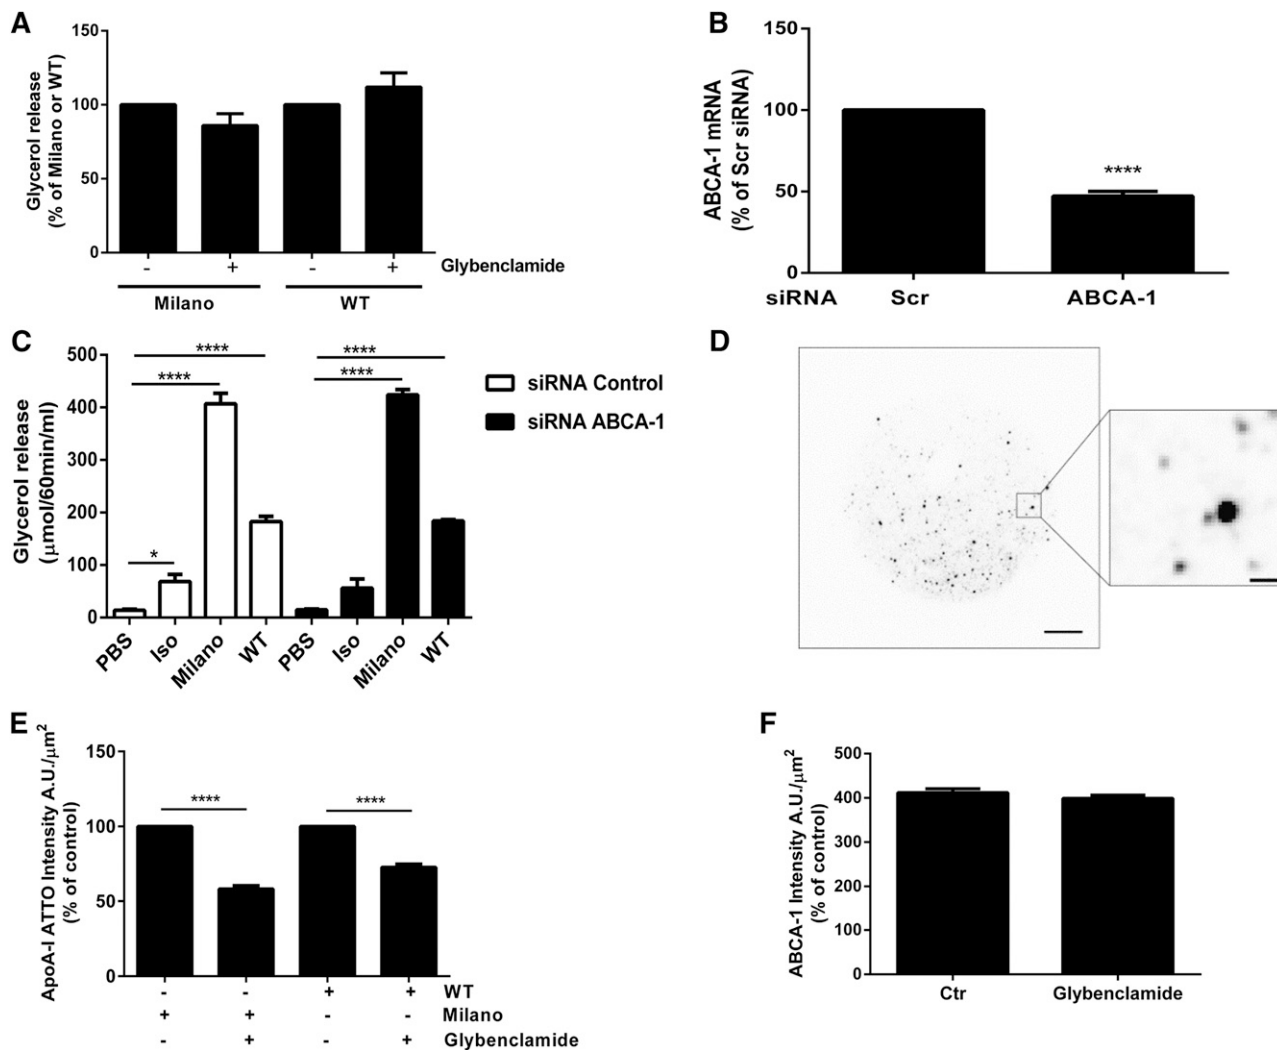 A
Glycerol release
(% of Milano or WT)
150
100
50
0
-
+
-
+
Glybenclamide
Milano
WT
B
ABCA-1 mRNA
(% of Scr siRNA)
150
100
50
0
****
siRNA
Scr
ABCA-1
C
Glycerol release
(μmol/60min/ml)
500
400
300
200
100
0
****
****
*
****
****
PBS
Iso
Milano
WT
PBS
Iso
Milano
WT
siRNA Control
siRNA ABCA-1
D
E
ApoA-I ATTO Intensity A.U./μm²
(% of control)
150
100
50
0
****
****
- - + + WT
+ + - - Milano
- + - + Glybenclamide
F
ABCA-1 Intensity A.U./μm²
(% of control)
500
400
300
200
100
0
Ctr
Glybenclamide